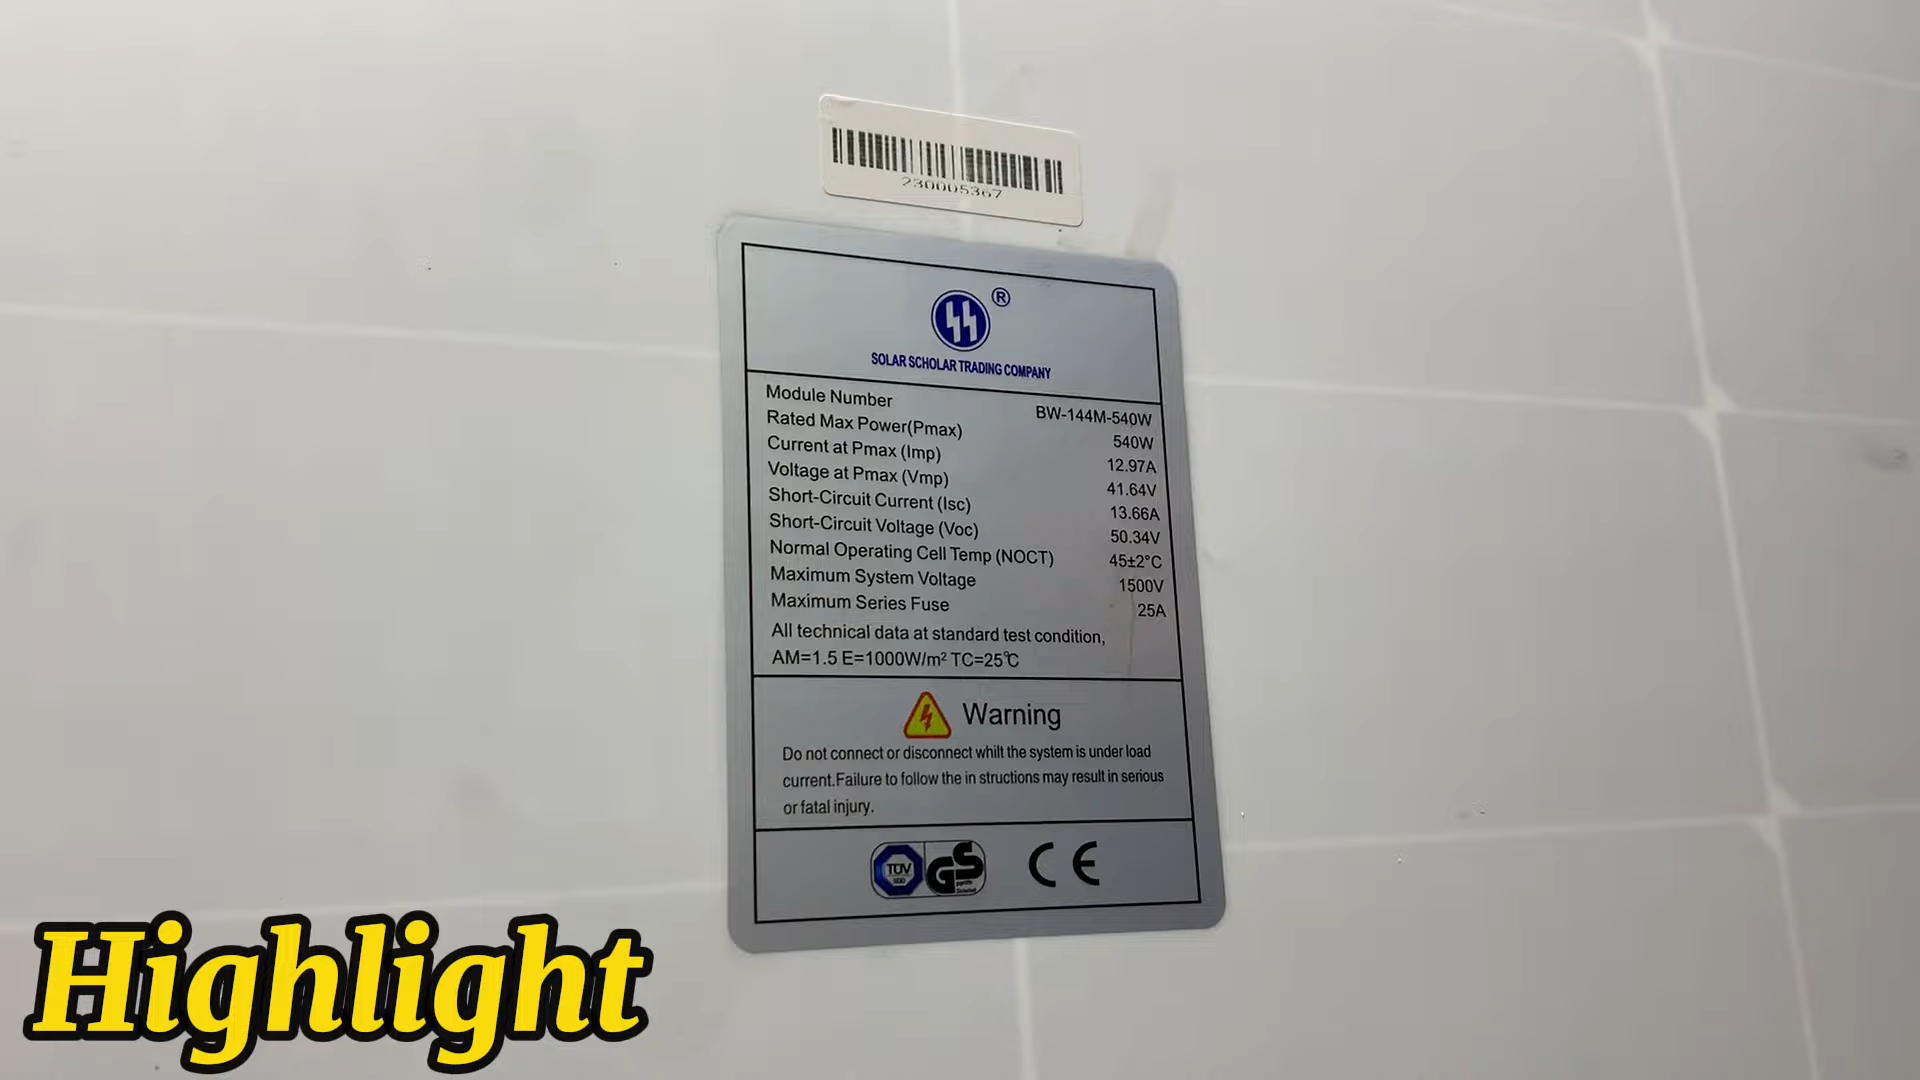 230005367
SS ®
SOLAR SCHOLAR TRADING COMPANY
Module Number BW-144M-540W
Rated Max Power(Pmax) 540W
Current at Pmax (Imp) 12.97A
Voltage at Pmax (Vmp) 41.64V
Short-Circuit Current (Isc) 13.66A
Short-Circuit Voltage (Voc) 50.34V
Normal Operating Cell Temp (NOCT) 45±2°C
Maximum System Voltage 1500V
Maximum Series Fuse 25A
All technical data at standard test condition,
AM=1.5 E=1000W/m² TC=25℃
Warning
Do not connect or disconnect whilt the system is under load
current.Failure to follow the in structions may result in serious
or fatal injury.
TÜV GS CE
Highlight